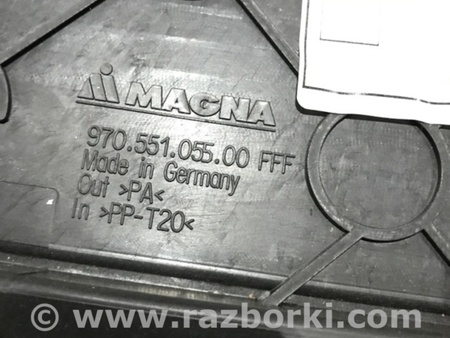 MAGNA
970.551.055.00 FFF
Made in Germany
Out >PA<
In >PP-T20<
© www.razborki.com